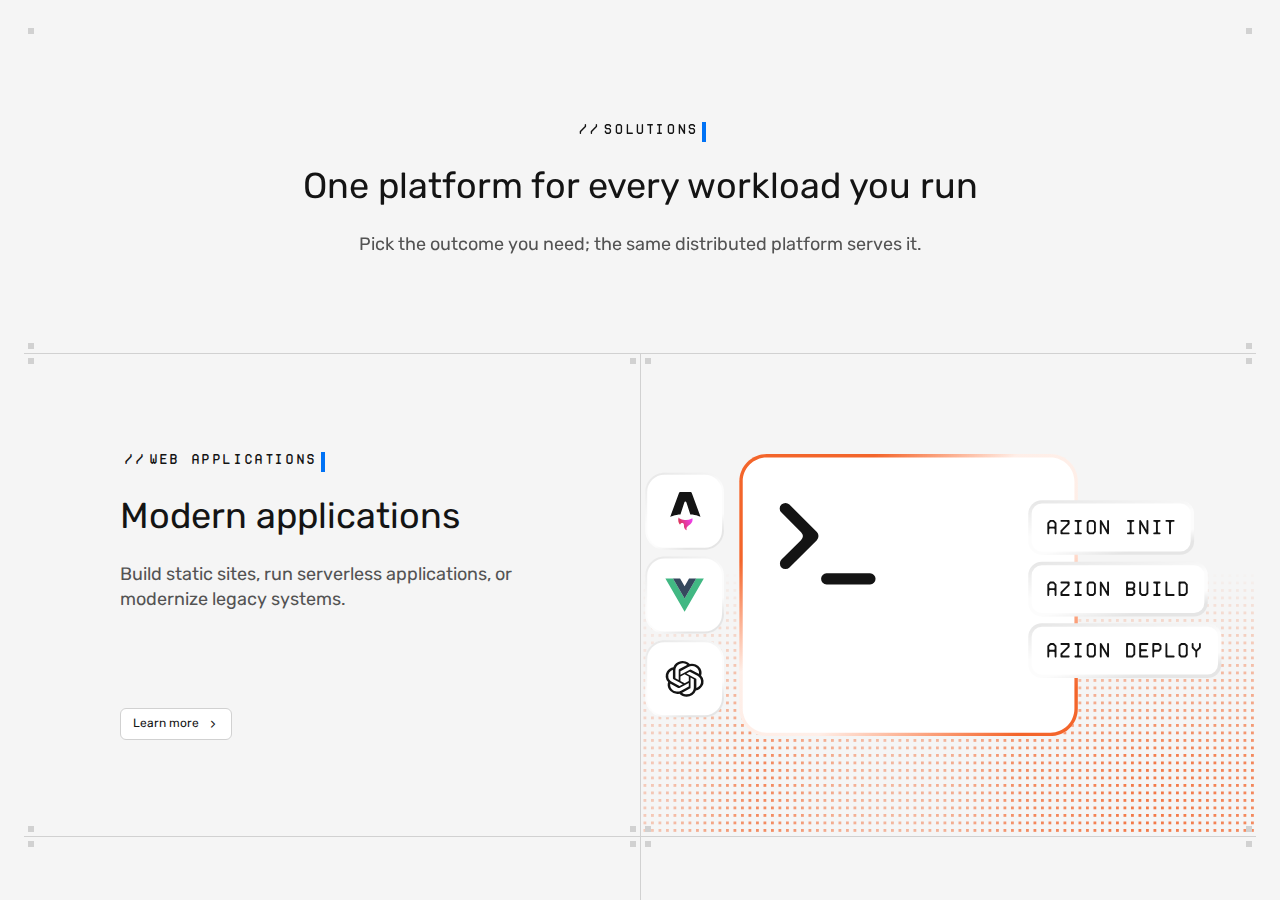 //SOLUTIONS
One platform for every workload you run
Pick the outcome you need; the same distributed platform serves it.
//WEB APPLICATIONS
Modern applications
Build static sites, run serverless applications, or
modernize legacy systems.
Learn more
AZION INIT
AZION BUILD
AZION DEPLOY